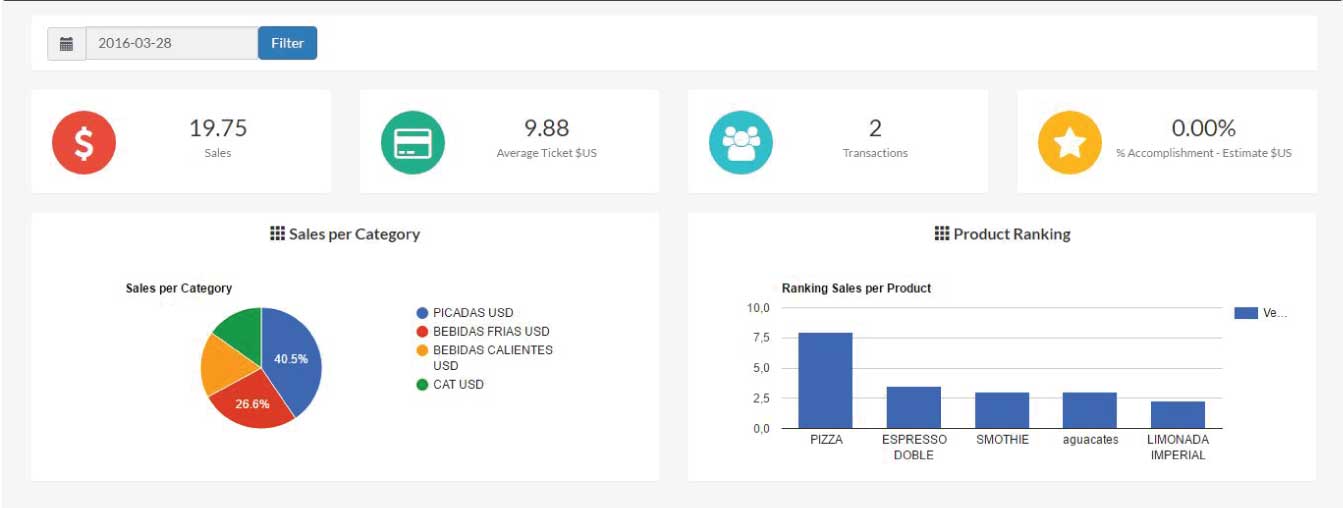 2016-03-28 Filter
19.75
Sales
9.88
Average Ticket $US
2
Transactions
0.00%
% Accomplishment - Estimate $US
Sales per Category
Sales per Category
40.5%
26.6%
PICADAS USD
BEBIDAS FRIAS USD
BEBIDAS CALIENTES
USD
CAT USD
Product Ranking
Ranking Sales per Product
10,0
7,5
5,0
2,5
0,0
PIZZA
ESPRESSO
DOBLE
SMOTHIE
aguacates
LIMONADA
IMPERIAL
Ve...